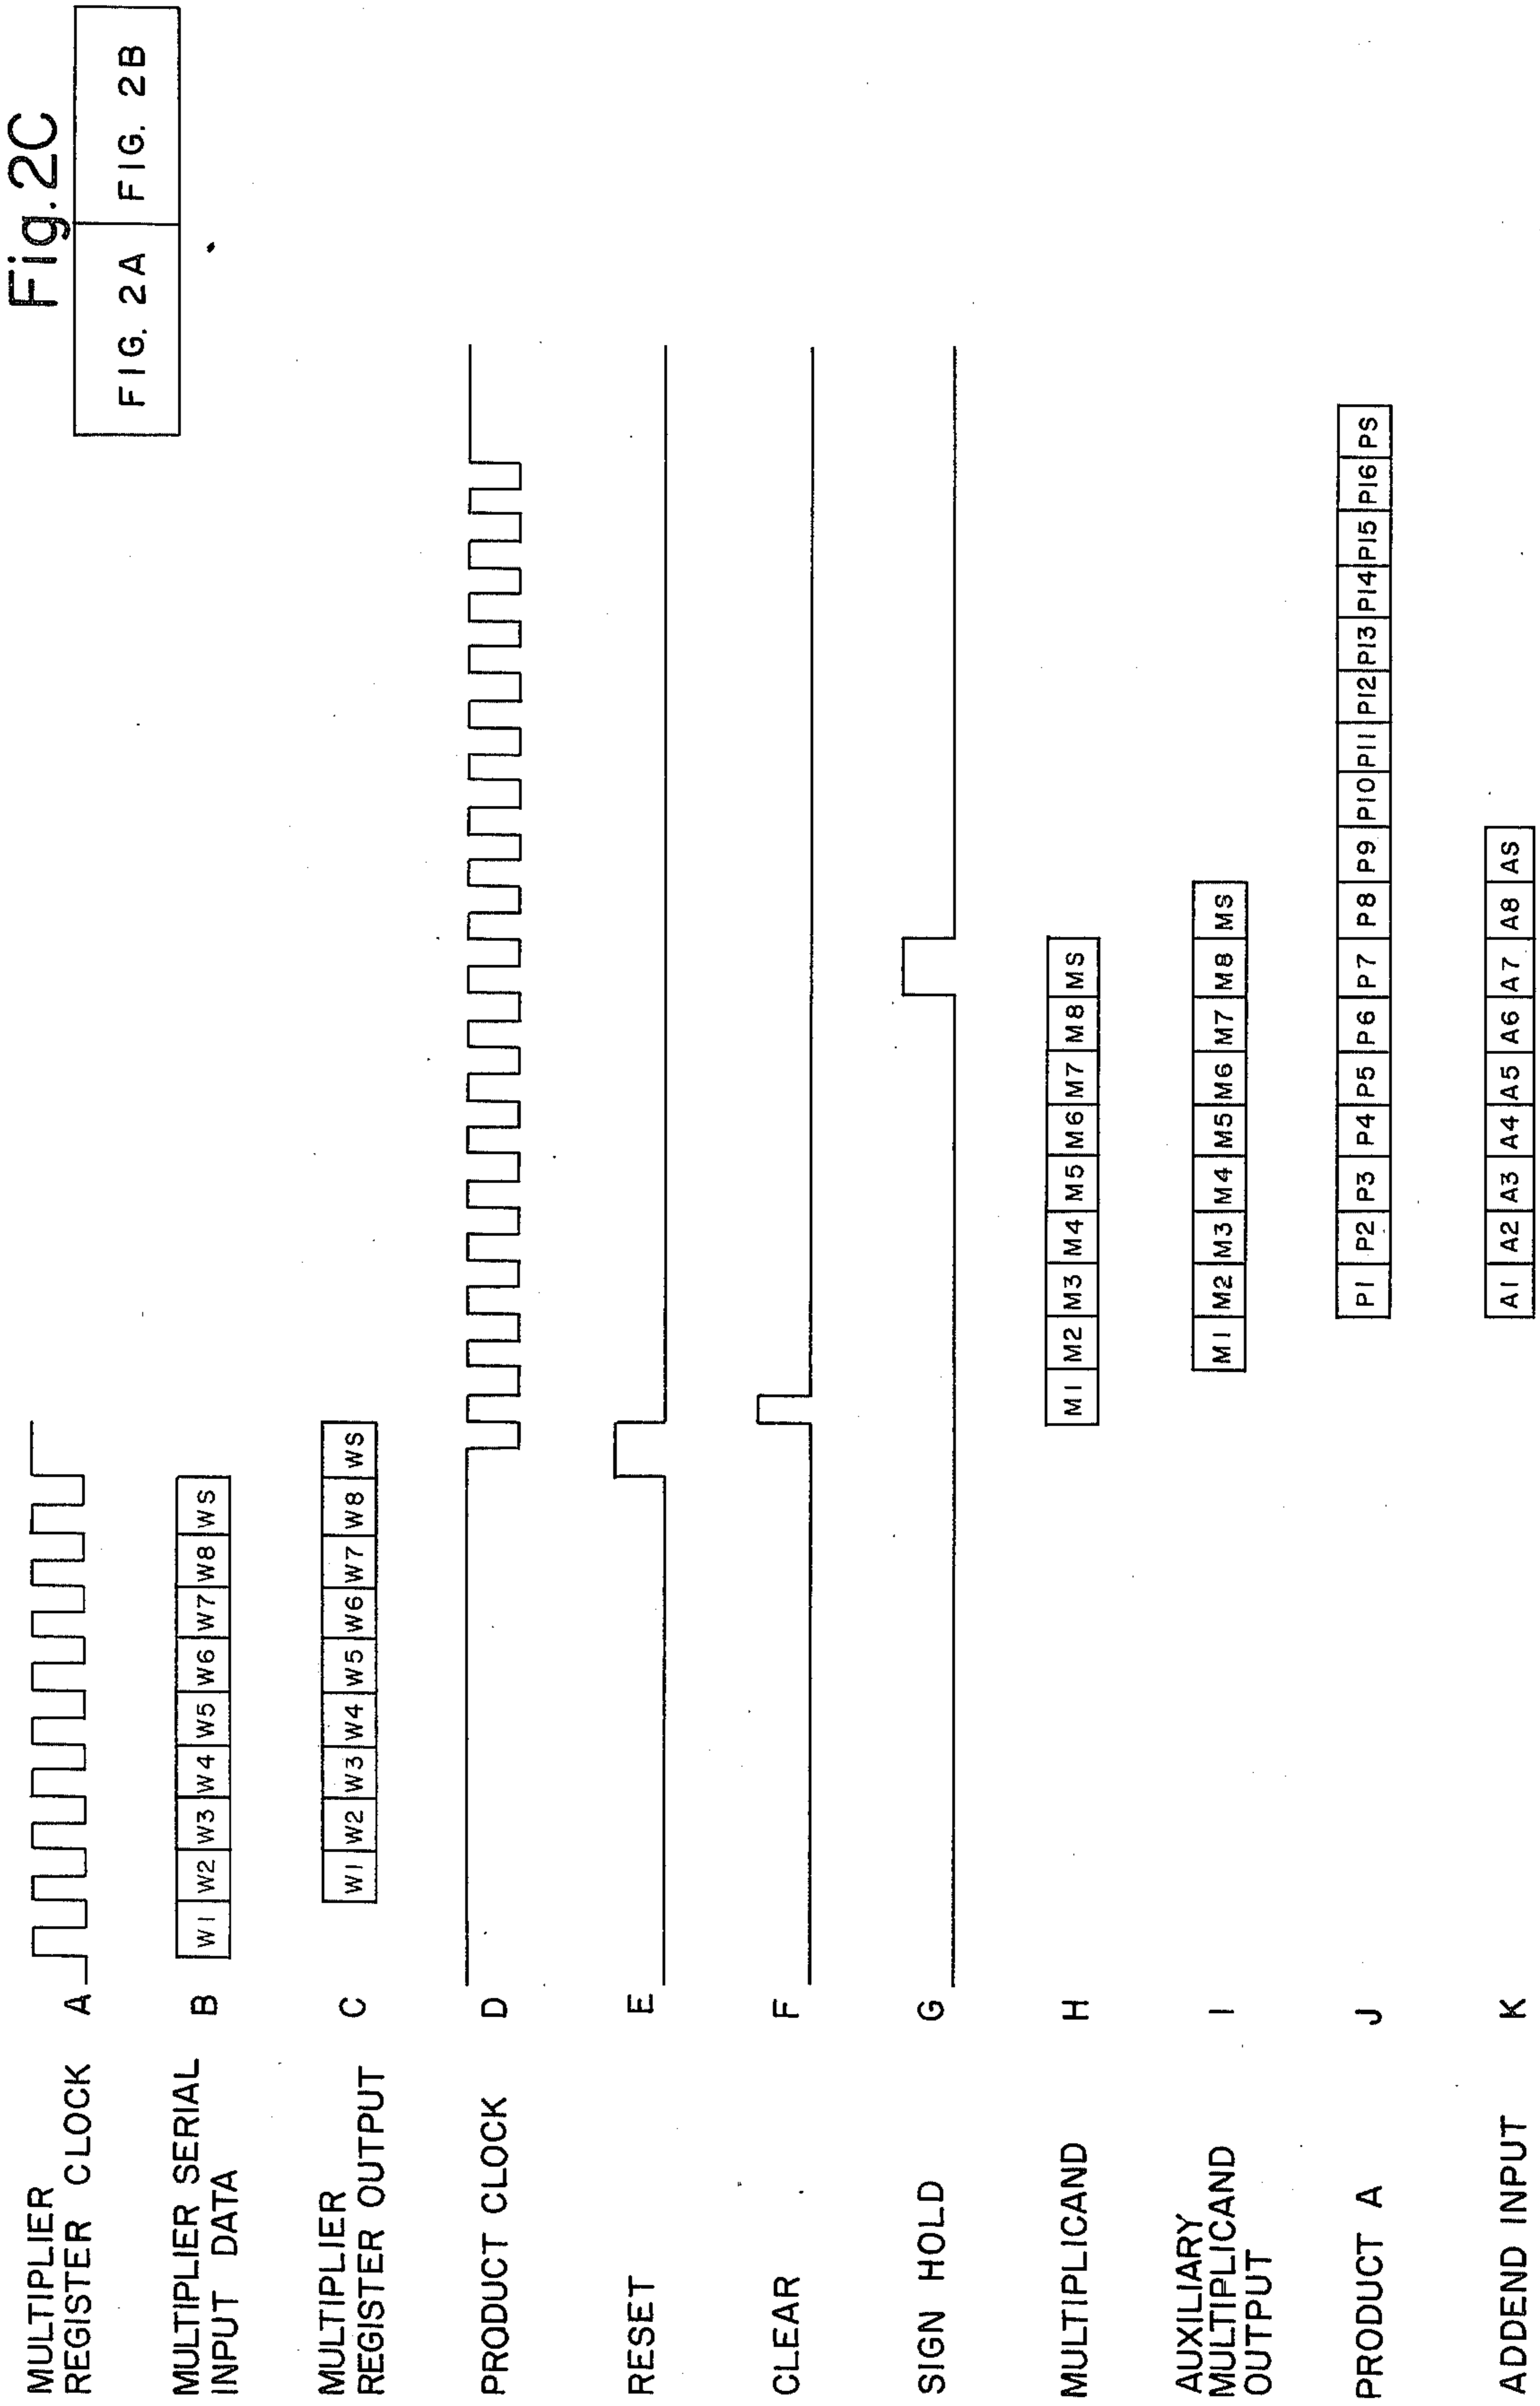 Fig.2C
FIG. 2A FIG. 2B
MULTIPLIER
REGISTER CLOCK A
MULTIPLIER SERIAL
INPUT DATA B
W1 W2 W3 W4 W5 W6 W7 W8 WS
MULTIPLIER
REGISTER OUTPUT C
W1 W2 W3 W4 W5 W6 W7 W8 WS
PRODUCT CLOCK D
RESET E
CLEAR F
SIGN HOLD G
MULTIPLICAND H
M1 M2 M3 M4 M5 M6 M7 M8 MS
AUXILIARY
MULTIPLICAND I
OUTPUT
M1 M2 M3 M4 M5 M6 M7 M8 MS
PRODUCT A J
P1 P2 P3 P4 P5 P6 P7 P8 P9 P10 P11 P12 P13 P14 P15 P16 PS
ADDEND INPUT K
A1 A2 A3 A4 A5 A6 A7 A8 AS